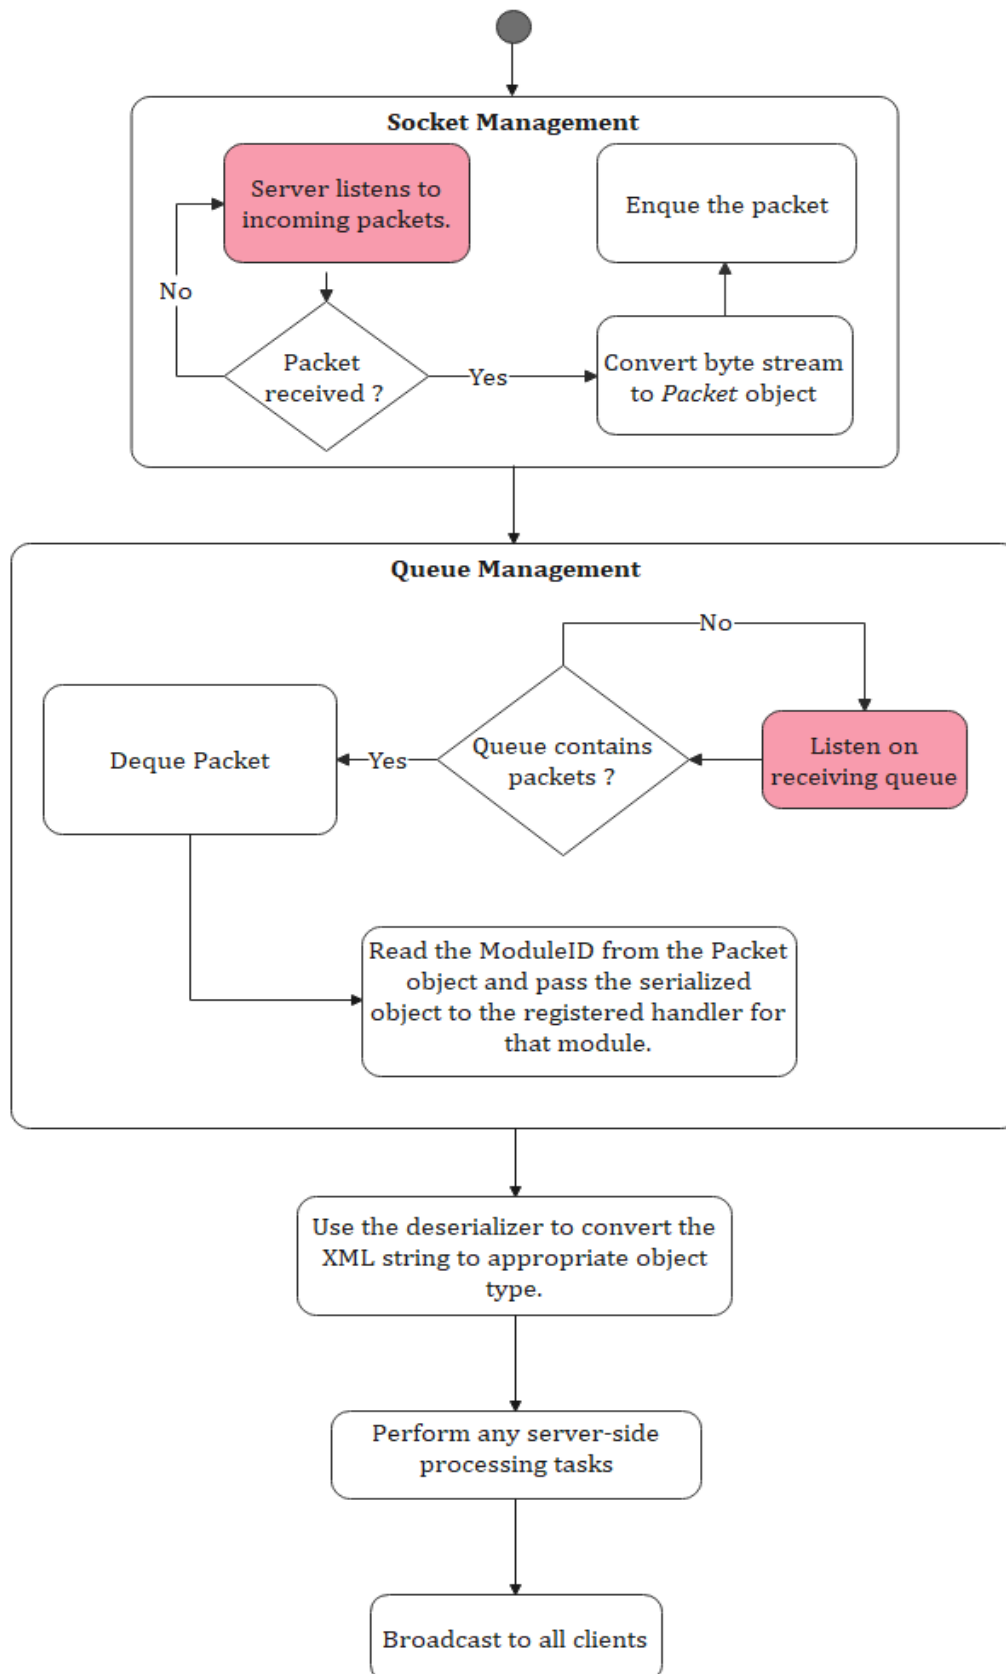 Socket Management
Server listens to
incoming packets.
Enque the packet
No
Packet
received ?
Yes
Convert byte stream
to Packet object
Queue Management
No
Deque Packet
Yes
Queue contains
packets ?
Listen on
receiving queue
Read the ModuleID from the Packet
object and pass the serialized
object to the registered handler for
that module.
Use the deserializer to convert the
XML string to appropriate object
type.
Perform any server-side
processing tasks
Broadcast to all clients